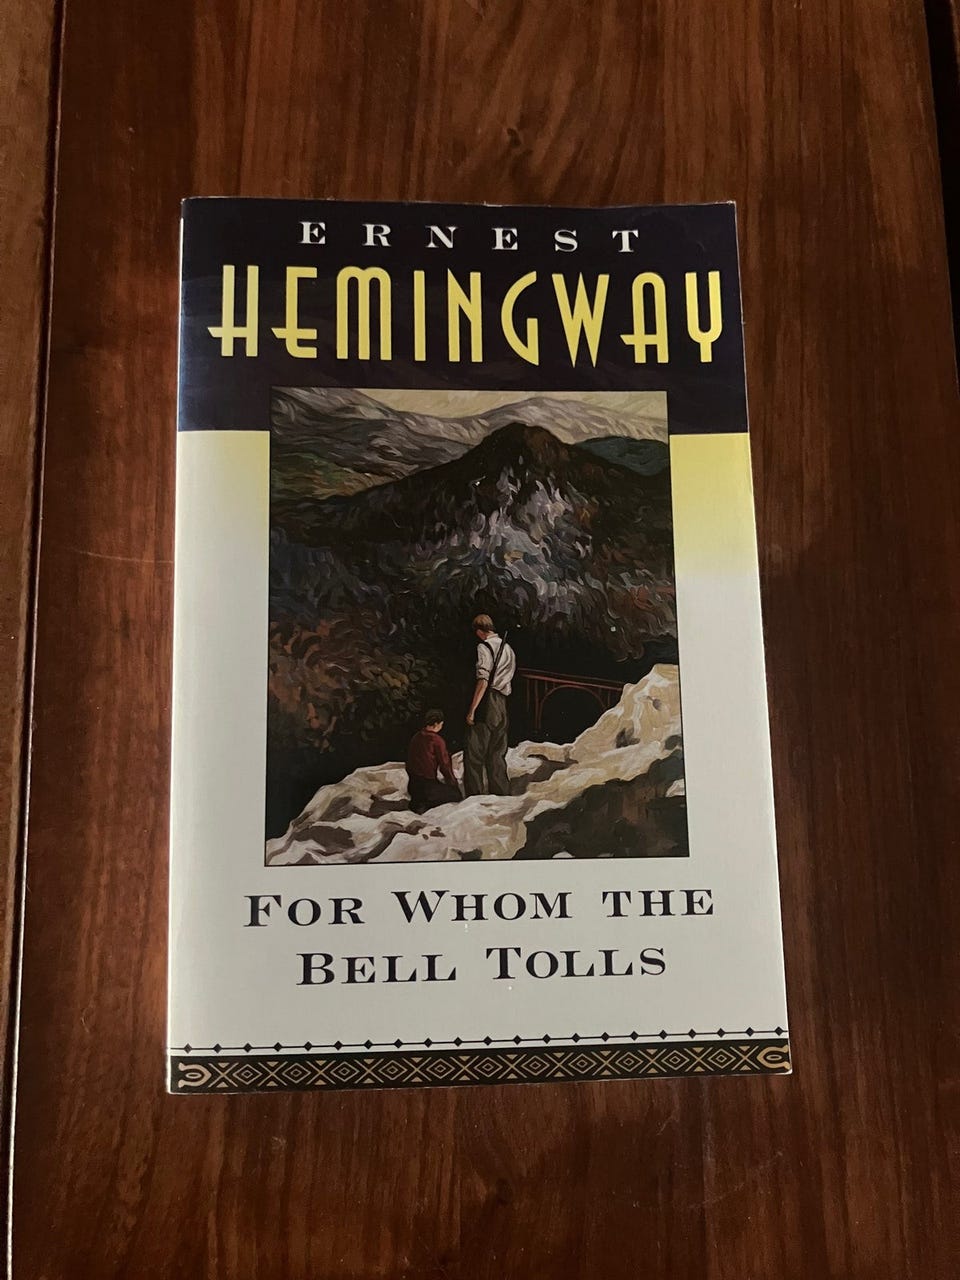 ERNEST
HEMINGWAY
FOR WHOM THE
BELL TOLLS